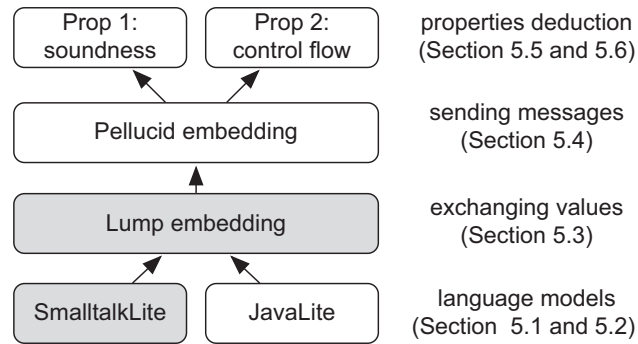 Prop 1:
soundness
Prop 2:
control flow
properties deduction
(Section 5.5 and 5.6)
Pellucid embedding
sending messages
(Section 5.4)
Lump embedding
exchanging values
(Section 5.3)
SmalltalkLite
JavaLite
language models
(Section 5.1 and 5.2)